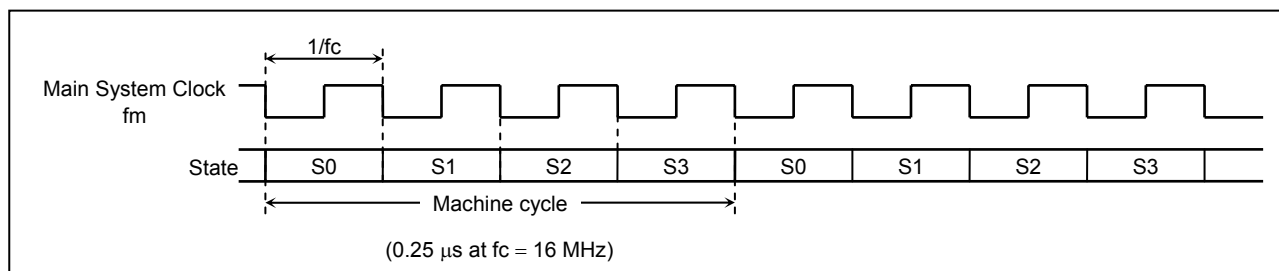 1/fc
Main System Clock
fm
State S0 S1 S2 S3 S0 S1 S2 S3
Machine cycle
(0.25 μs at fc = 16 MHz)